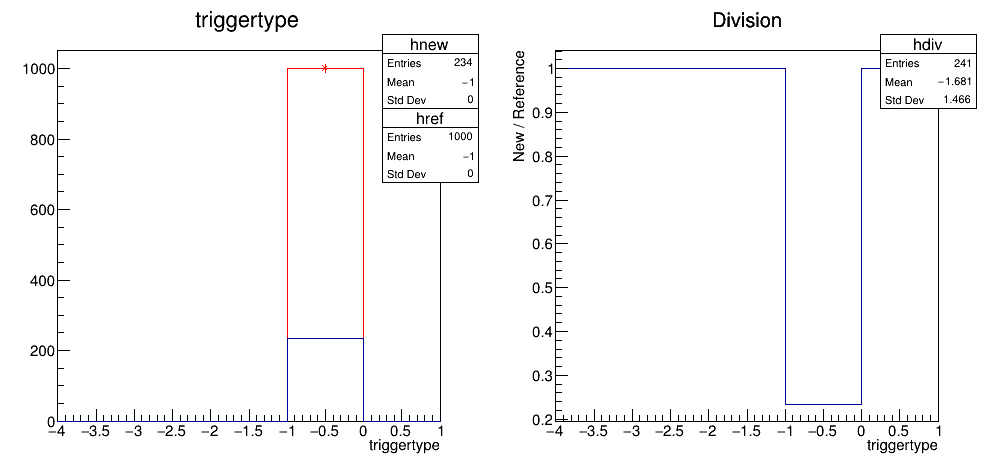 triggertype
hnew
Entries 234
Mean −1
Std Dev 0
href
Entries 1000
Mean −1
Std Dev 0
1000
800
600
400
200
0
−4 −3.5 −3 −2.5 −2 −1.5 −1 −0.5 0 0.5 1
triggertype
Division
hdiv
Entries 241
Mean −1.681
Std Dev 1.466
New / Reference
1
0.9
0.8
0.7
0.6
0.5
0.4
0.3
0.2
−4 −3.5 −3 −2.5 −2 −1.5 −1 −0.5 0 0.5 1
triggertype